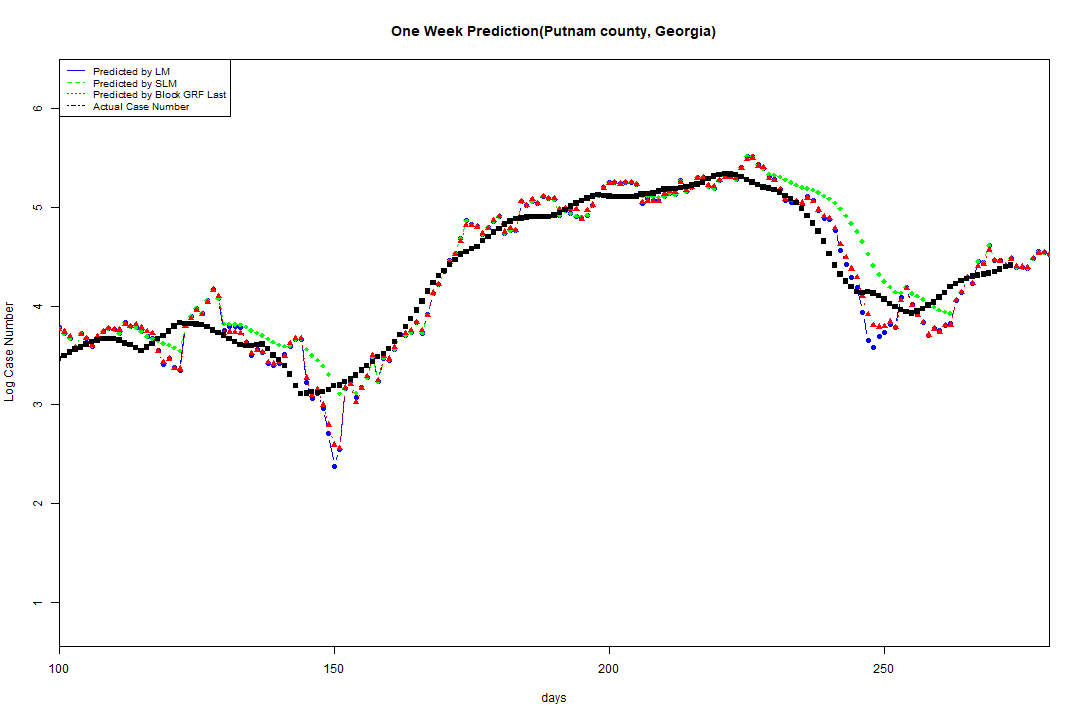 One Week Prediction(Putnam county, Georgia)
Predicted by LM
Predicted by SLM
Predicted by Block GRF Last
Actual Case Number
6
5
4
3
2
1
Log Case Number
100 150 200 250
days